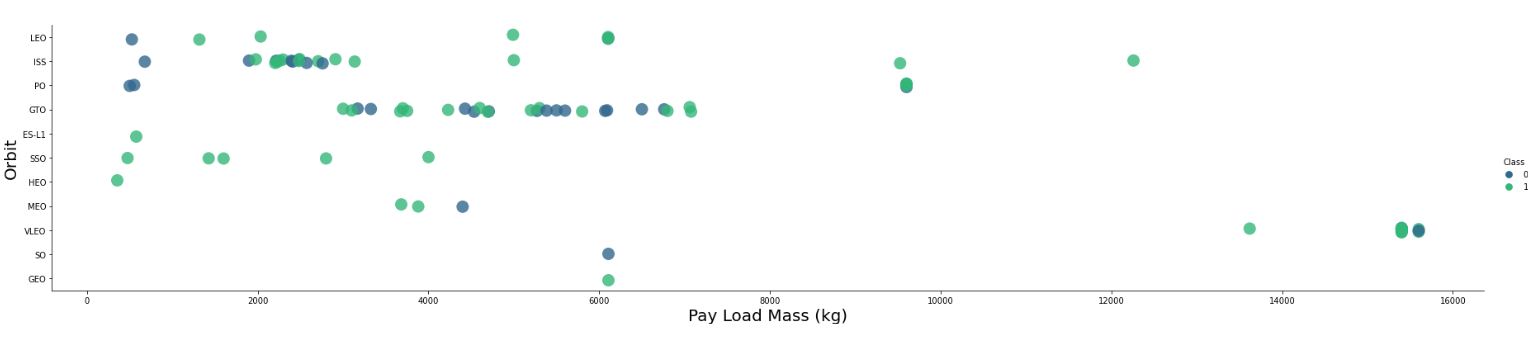 LEO
ISS
PO
GTO
ES-L1
SSO
HEO
MEO
VLEO
SO
GEO
Orbit
0 2000 4000 6000 8000 10000 12000 14000 16000
Pay Load Mass (kg)
Class
0
1